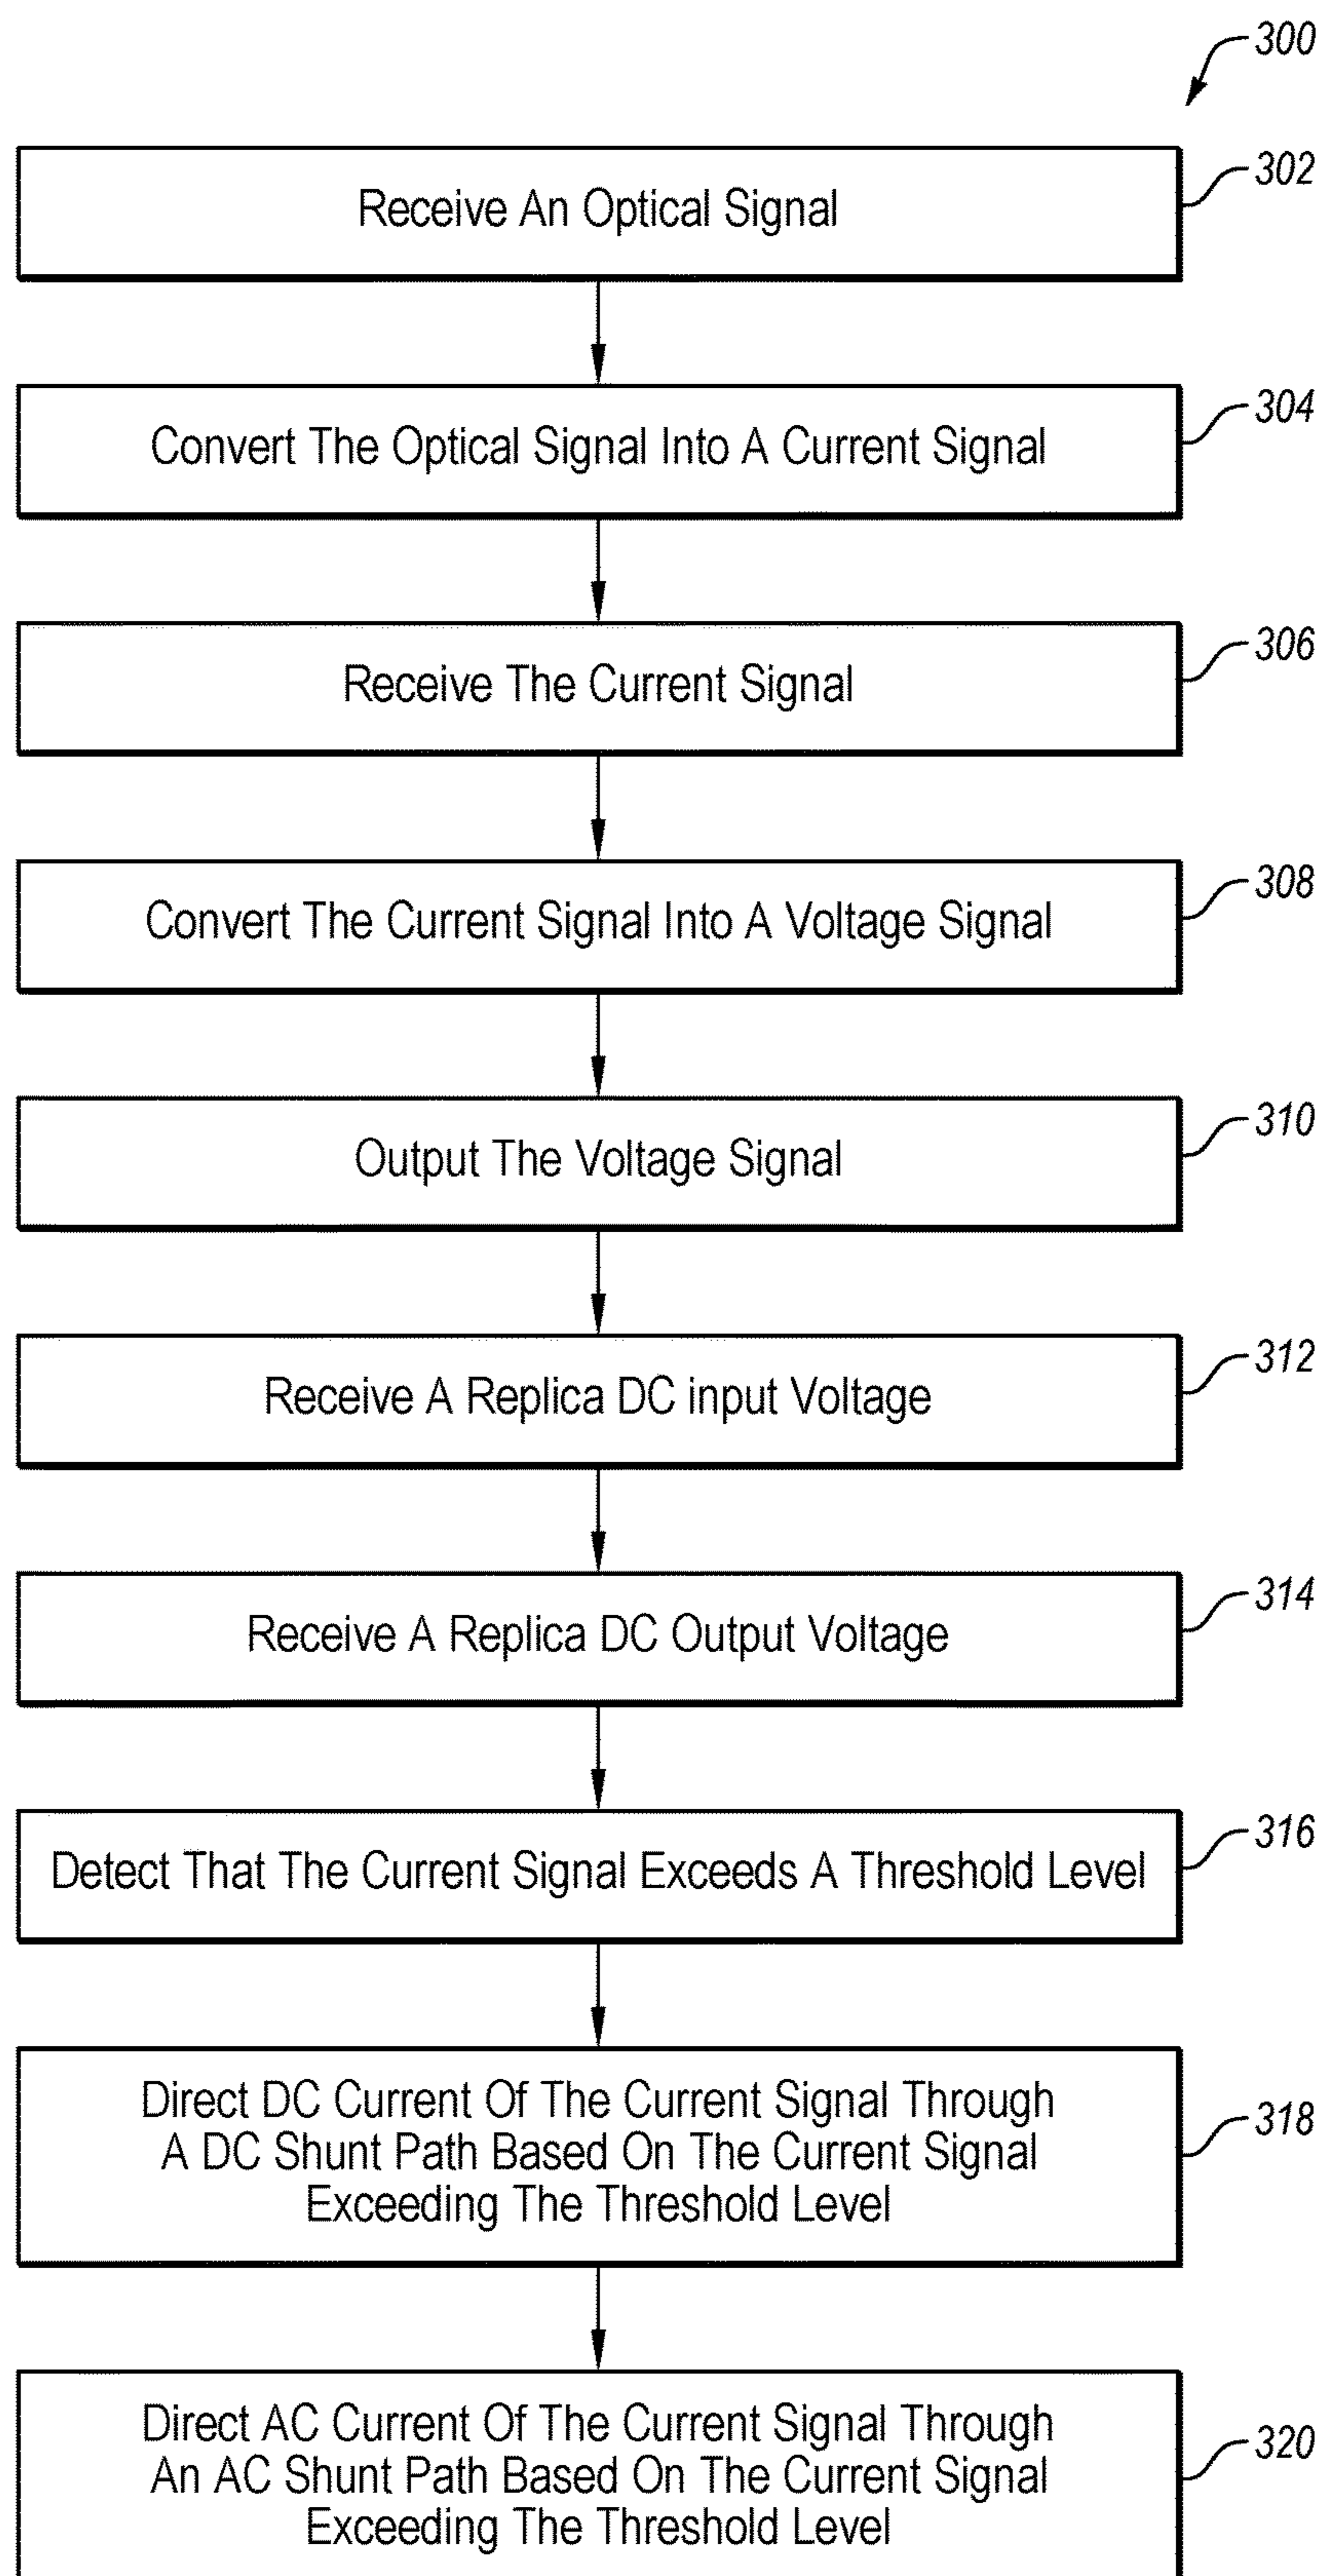 300
Receive An Optical Signal
302
Convert The Optical Signal Into A Current Signal
304
Receive The Current Signal
306
Convert The Current Signal Into A Voltage Signal
308
Output The Voltage Signal
310
Receive A Replica DC input Voltage
312
Receive A Replica DC Output Voltage
314
Detect That The Current Signal Exceeds A Threshold Level
316
Direct DC Current Of The Current Signal Through
A DC Shunt Path Based On The Current Signal
Exceeding The Threshold Level
318
Direct AC Current Of The Current Signal Through
An AC Shunt Path Based On The Current Signal
Exceeding The Threshold Level
320